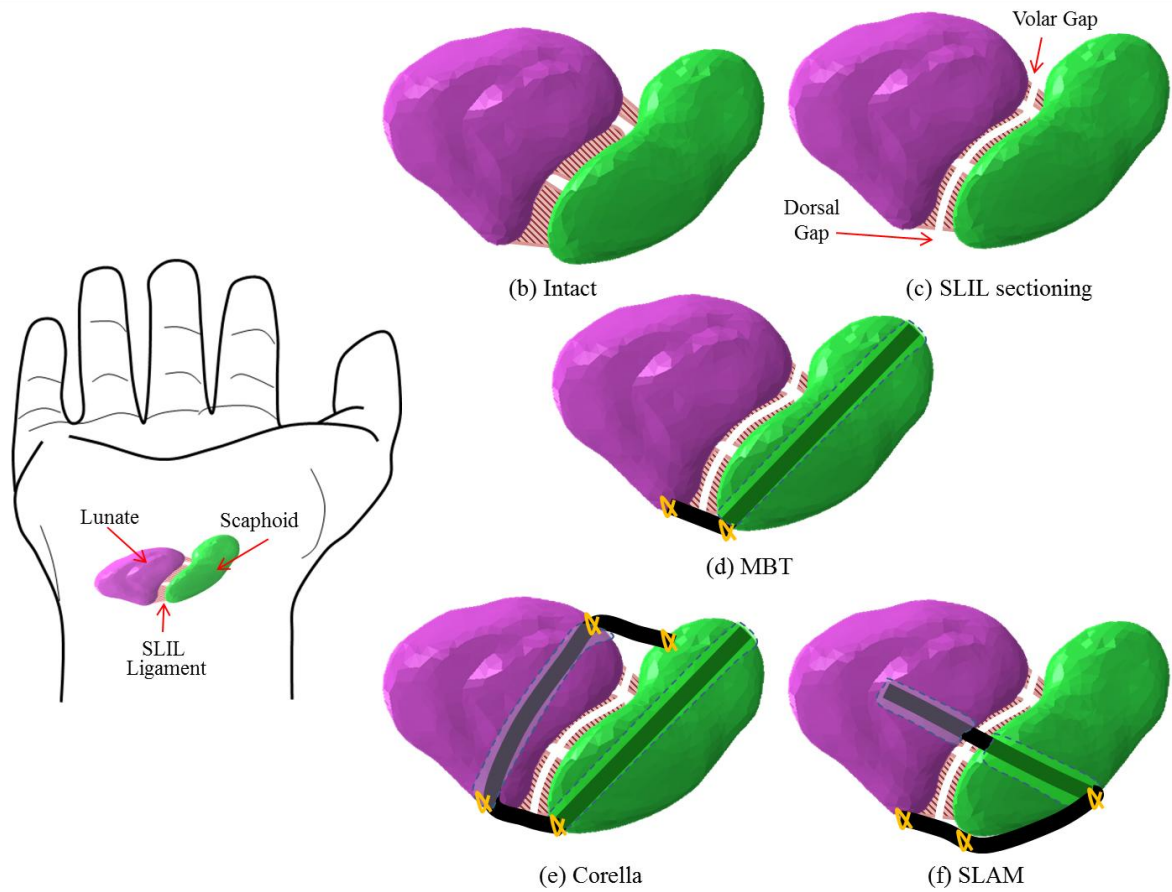 Volar Gap
Dorsal
Gap
(b) Intact
(c) SLIL sectioning
Lunate
Scaphoid
SLIL
Ligament
(d) MBT
(e) Corella
(f) SLAM